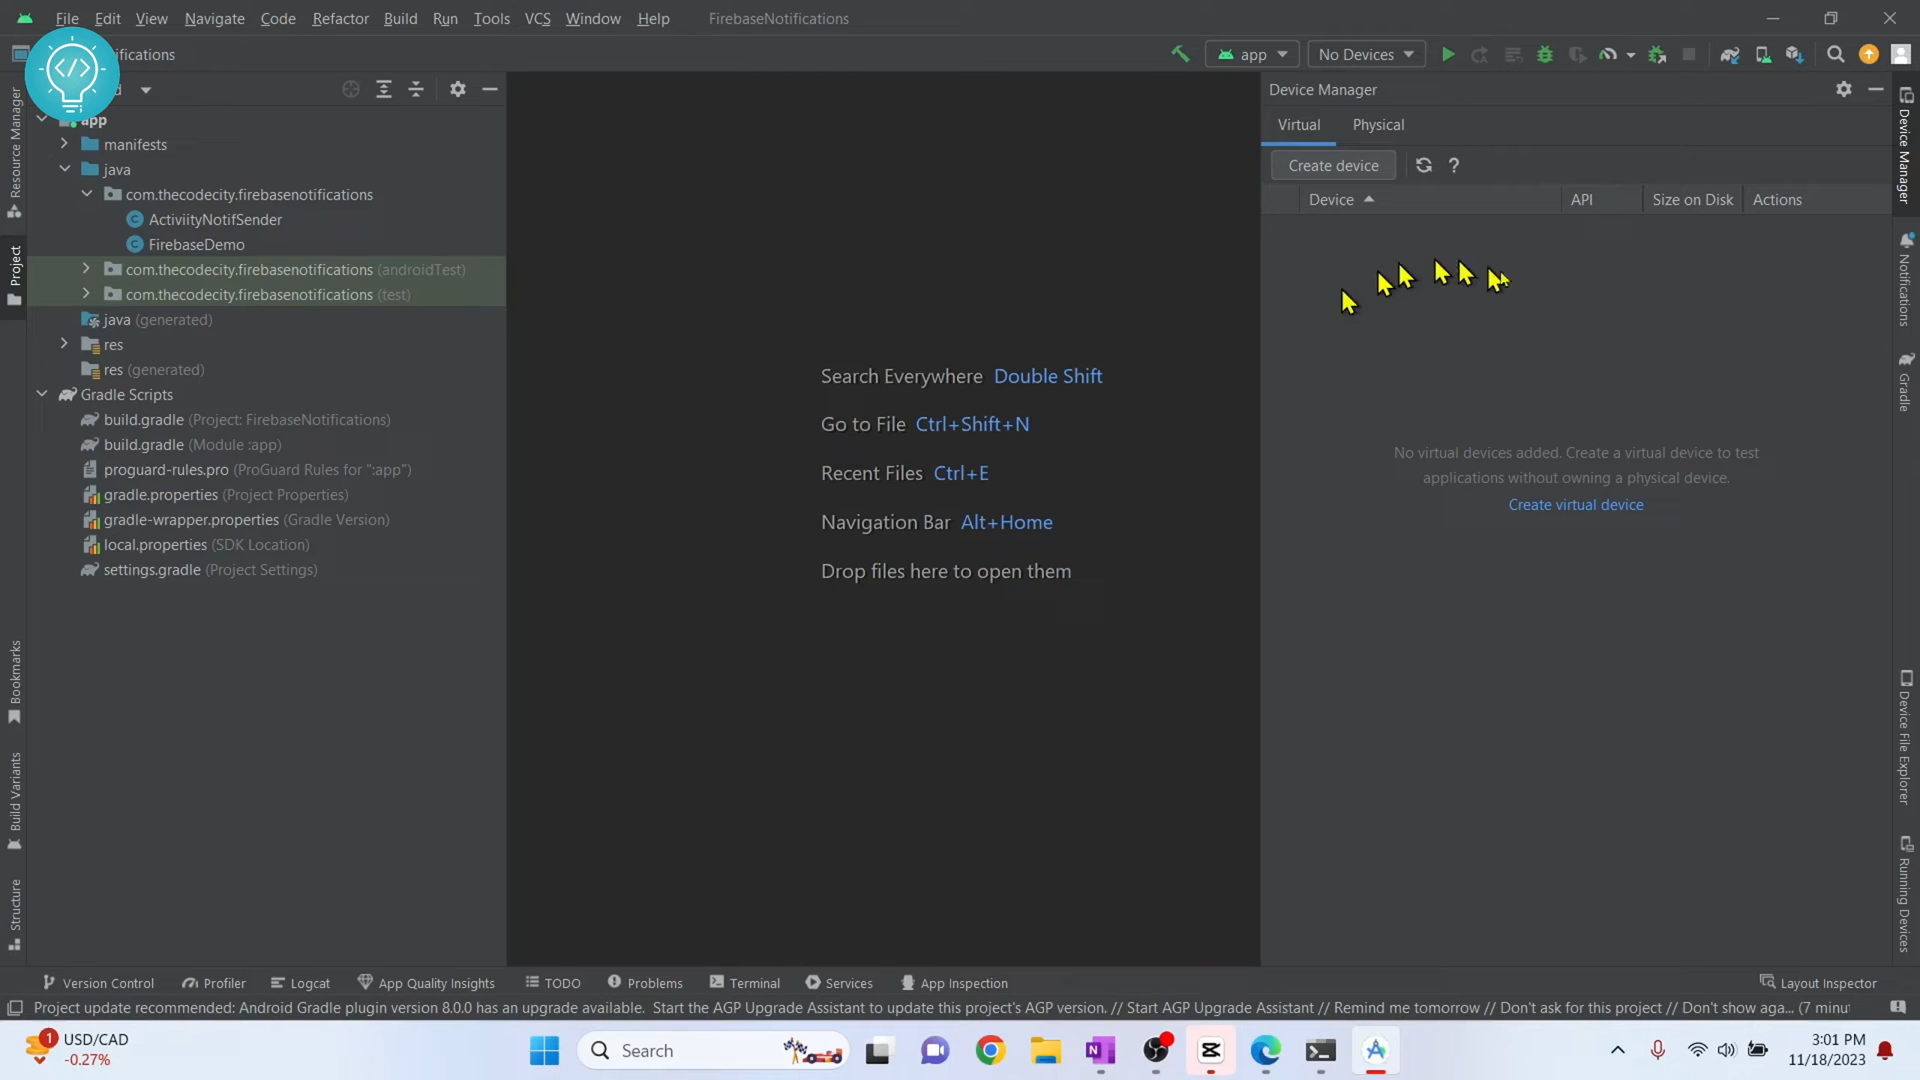 File Edit View Navigate Code Refactor Build Run Tools VCS Window Help FirebaseNotifications
app No Devices
Device Manager
Virtual Physical
Create device ?
Device API Size on Disk Actions
No virtual devices added. Create a virtual device to test
applications without owning a physical device.
Create virtual device
app
manifests
java
com.thecodecity.firebasenotifications
ActiviityNotifSender
FirebaseDemo
com.thecodecity.firebasenotifications (androidTest)
com.thecodecity.firebasenotifications (test)
java (generated)
res
res (generated)
Gradle Scripts
build.gradle (Project: FirebaseNotifications)
build.gradle (Module :app)
proguard-rules.pro (ProGuard Rules for ":app")
gradle.properties (Project Properties)
gradle-wrapper.properties (Gradle Version)
local.properties (SDK Location)
settings.gradle (Project Settings)
Search Everywhere Double Shift
Go to File Ctrl+Shift+N
Recent Files Ctrl+E
Navigation Bar Alt+Home
Drop files here to open them
Resource Manager
Project
Bookmarks
Build Variants
Structure
Device Manager
Notifications
Gradle
Device File Explorer
Running Devices
Version Control Profiler Logcat App Quality Insights TODO Problems Terminal Services App Inspection Layout Inspector
Project update recommended: Android Gradle plugin version 8.0.0 has an upgrade available. Start the AGP Upgrade Assistant to update this project's AGP version. // Start AGP Upgrade Assistant // Remind me tomorrow // Don't ask for this project // Don't show aga... (7 minut
1 USD/CAD
-0.27%
Search
3:01 PM
11/18/2023